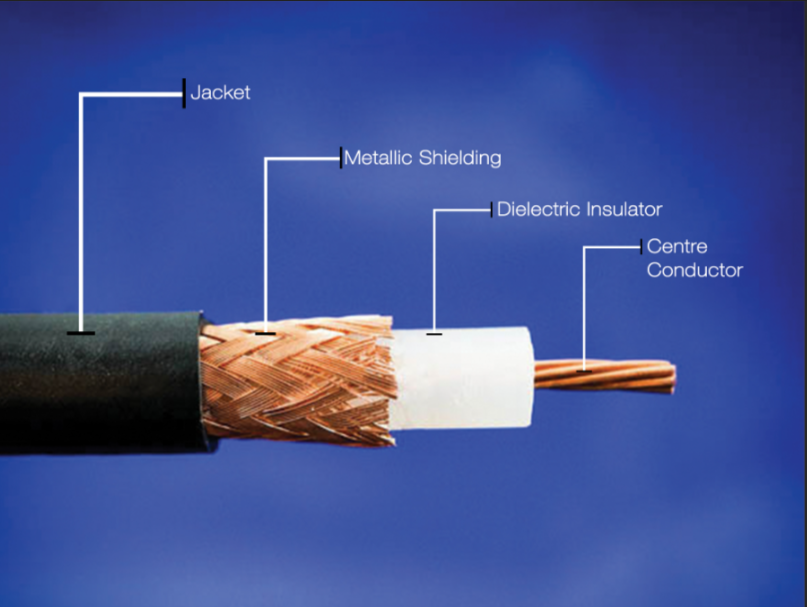 Jacket
Metallic Shielding
Dielectric Insulator
Centre
Conductor